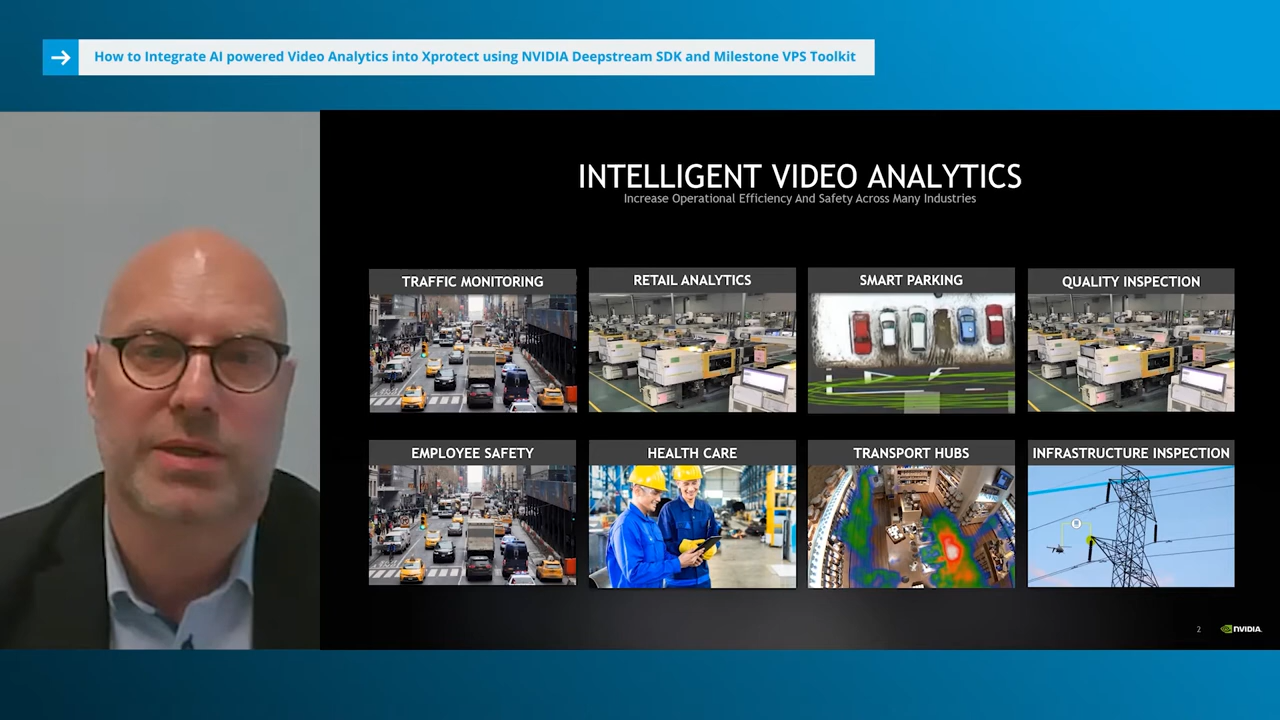 How to Integrate AI powered Video Analytics into Xprotect using NVIDIA Deepstream SDK and Milestone VPS Toolkit
INTELLIGENT VIDEO ANALYTICS
Increase Operational Efficiency And Safety Across Many Industries
TRAFFIC MONITORING
RETAIL ANALYTICS
SMART PARKING
QUALITY INSPECTION
EMPLOYEE SAFETY
HEALTH CARE
TRANSPORT HUBS
INFRASTRUCTURE INSPECTION
2
NVIDIA.